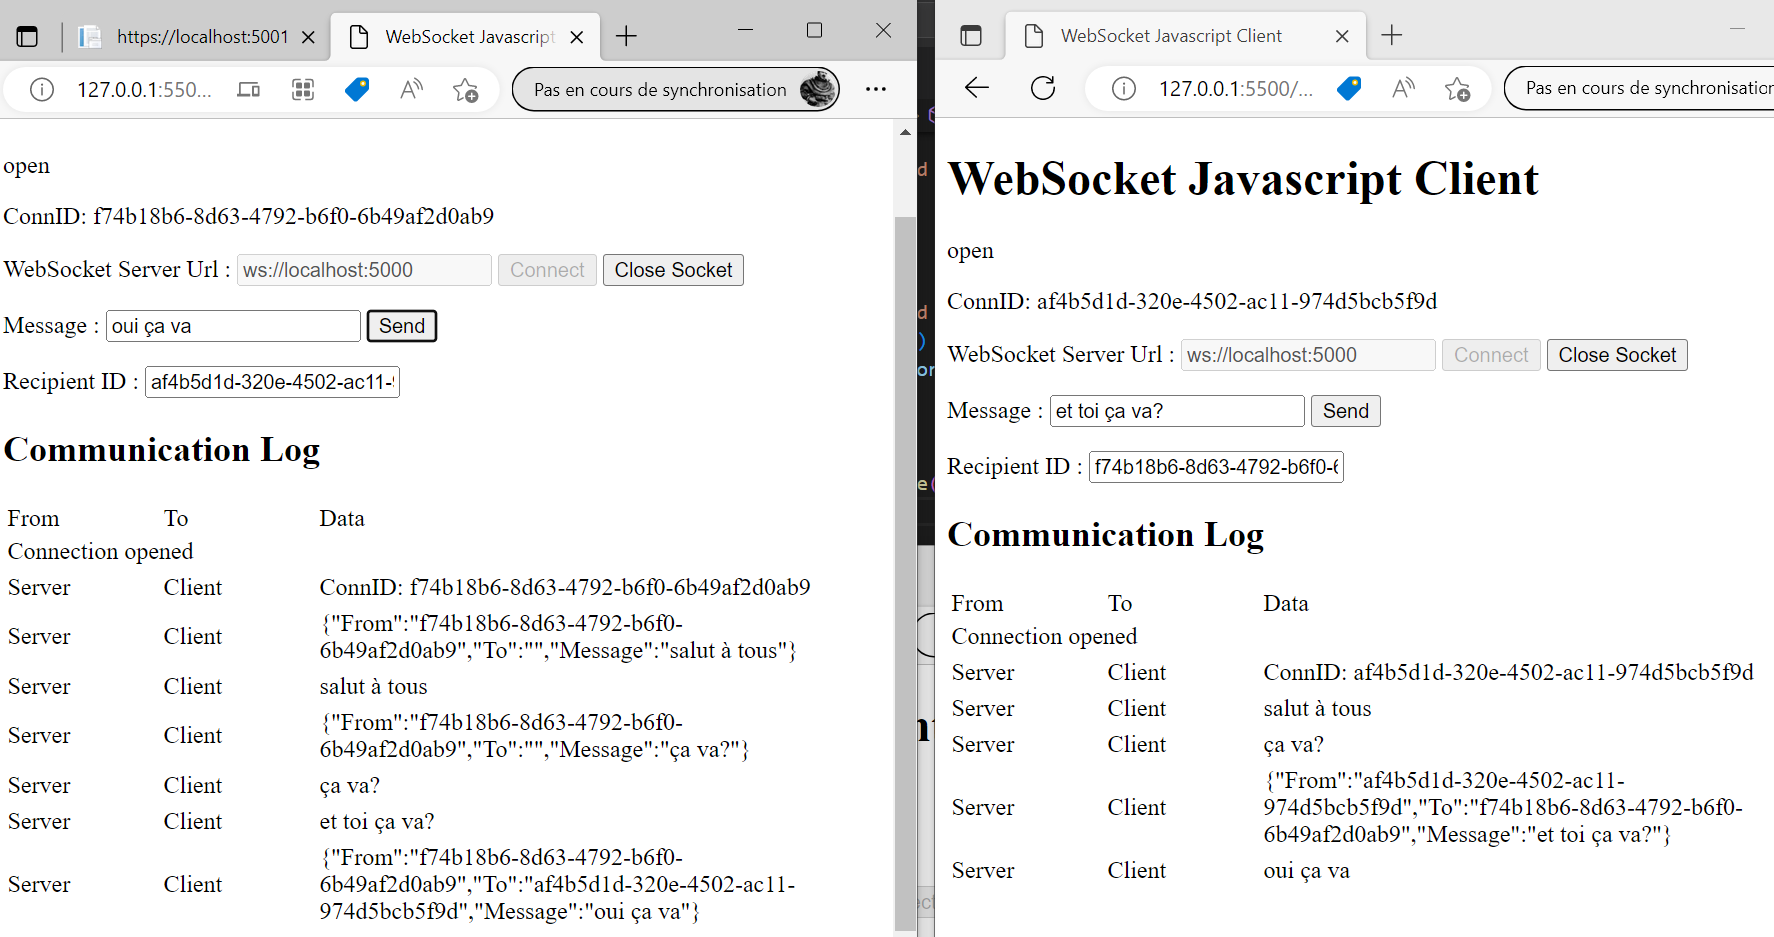 https://localhost:5001
WebSocket Javascript
127.0.0.1:550...
Pas en cours de synchronisation
open
ConnID: f74b18b6-8d63-4792-b6f0-6b49af2d0ab9
WebSocket Server Url : ws://localhost:5000 Connect Close Socket
Message : oui ça va Send
Recipient ID : af4b5d1d-320e-4502-ac11-
Communication Log
From To Data
Connection opened
Server Client ConnID: f74b18b6-8d63-4792-b6f0-6b49af2d0ab9
Server Client {"From":"f74b18b6-8d63-4792-b6f0-
6b49af2d0ab9","To":"","Message":"salut à tous"}
Server Client salut à tous
Server Client {"From":"f74b18b6-8d63-4792-b6f0-
6b49af2d0ab9","To":"","Message":"ça va?"}
Server Client ça va?
Server Client et toi ça va?
Server Client {"From":"f74b18b6-8d63-4792-b6f0-
6b49af2d0ab9","To":"af4b5d1d-320e-4502-ac11-
974d5bcb5f9d","Message":"oui ça va"}
WebSocket Javascript Client
127.0.0.1:5500/...
Pas en cours de synchronisation
WebSocket Javascript Client
open
ConnID: af4b5d1d-320e-4502-ac11-974d5bcb5f9d
WebSocket Server Url : ws://localhost:5000 Connect Close Socket
Message : et toi ça va? Send
Recipient ID : f74b18b6-8d63-4792-b6f0-6
Communication Log
From To Data
Connection opened
Server Client ConnID: af4b5d1d-320e-4502-ac11-974d5bcb5f9d
Server Client salut à tous
Server Client ça va?
Server Client {"From":"af4b5d1d-320e-4502-ac11-
974d5bcb5f9d","To":"f74b18b6-8d63-4792-b6f0-
6b49af2d0ab9","Message":"et toi ça va?"}
Server Client oui ça va